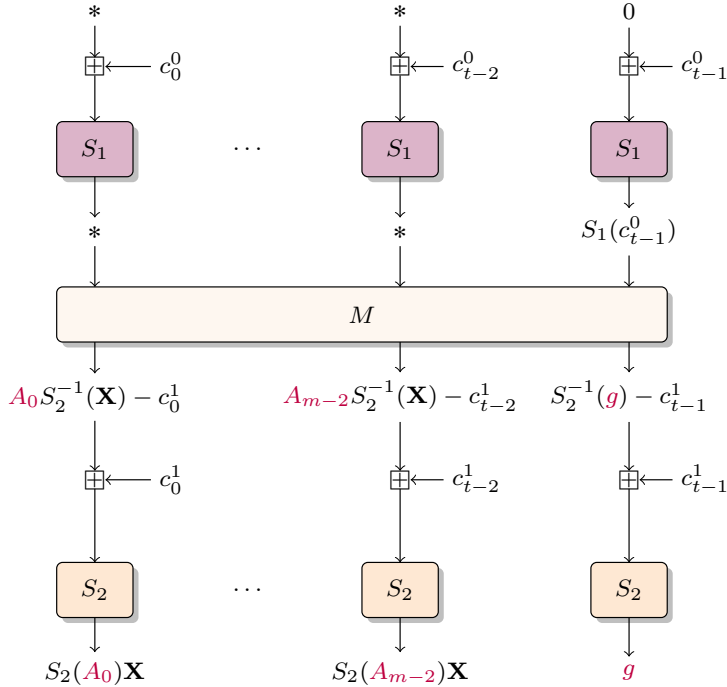 * * 0
c_0^0 c_{t-2}^0 c_{t-1}^0
S_1 ⋯ S_1 S_1
* * S_1(c_{t-1}^0)
M
A_0S_2^{-1}(X) − c_0^1 A_{m-2}S_2^{-1}(X) − c_{t-2}^1 S_2^{-1}(g) − c_{t-1}^1
c_0^1 c_{t-2}^1 c_{t-1}^1
S_2 ⋯ S_2 S_2
S_2(A_0)X S_2(A_{m-2})X g